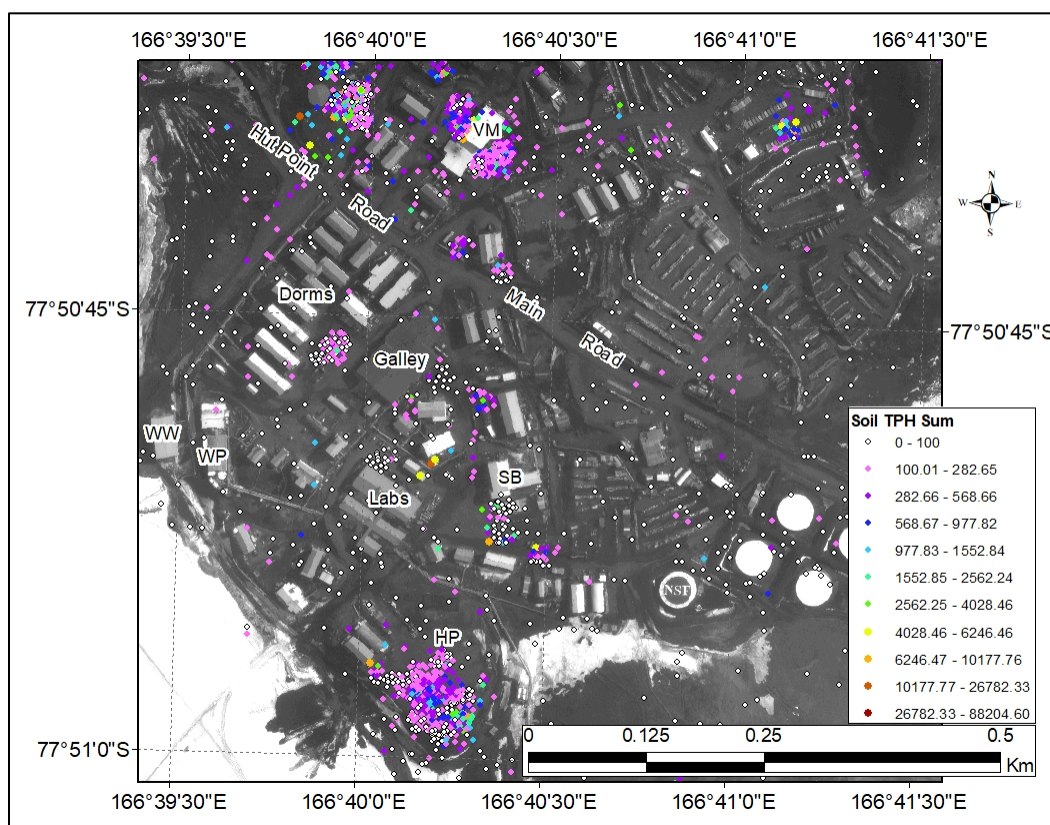 166°39'30"E 166°40'0"E 166°40'30"E 166°41'0"E 166°41'30"E
VM
Hut Point
Road
N
W E
S
Dorms
Main
Road
77°50'45"S
77°50'45"S
Galley
WW
WP
SB
Labs
NSF
HP
Soil TPH Sum
0 - 100
100.01 - 282.65
282.66 - 568.66
568.67 - 977.82
977.83 - 1552.84
1552.85 - 2562.24
2562.25 - 4028.46
4028.46 - 6246.46
6246.47 - 10177.76
10177.77 - 26782.33
26782.33 - 88204.60
0 0.125 0.25 0.5
Km
77°51'0"S
166°39'30"E 166°40'0"E 166°40'30"E 166°41'0"E 166°41'30"E